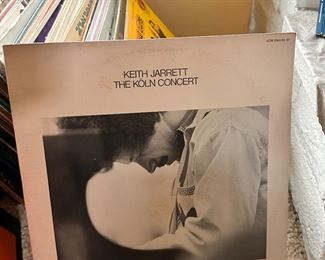 KEITH JARRETT
THE KÖLN CONCERT